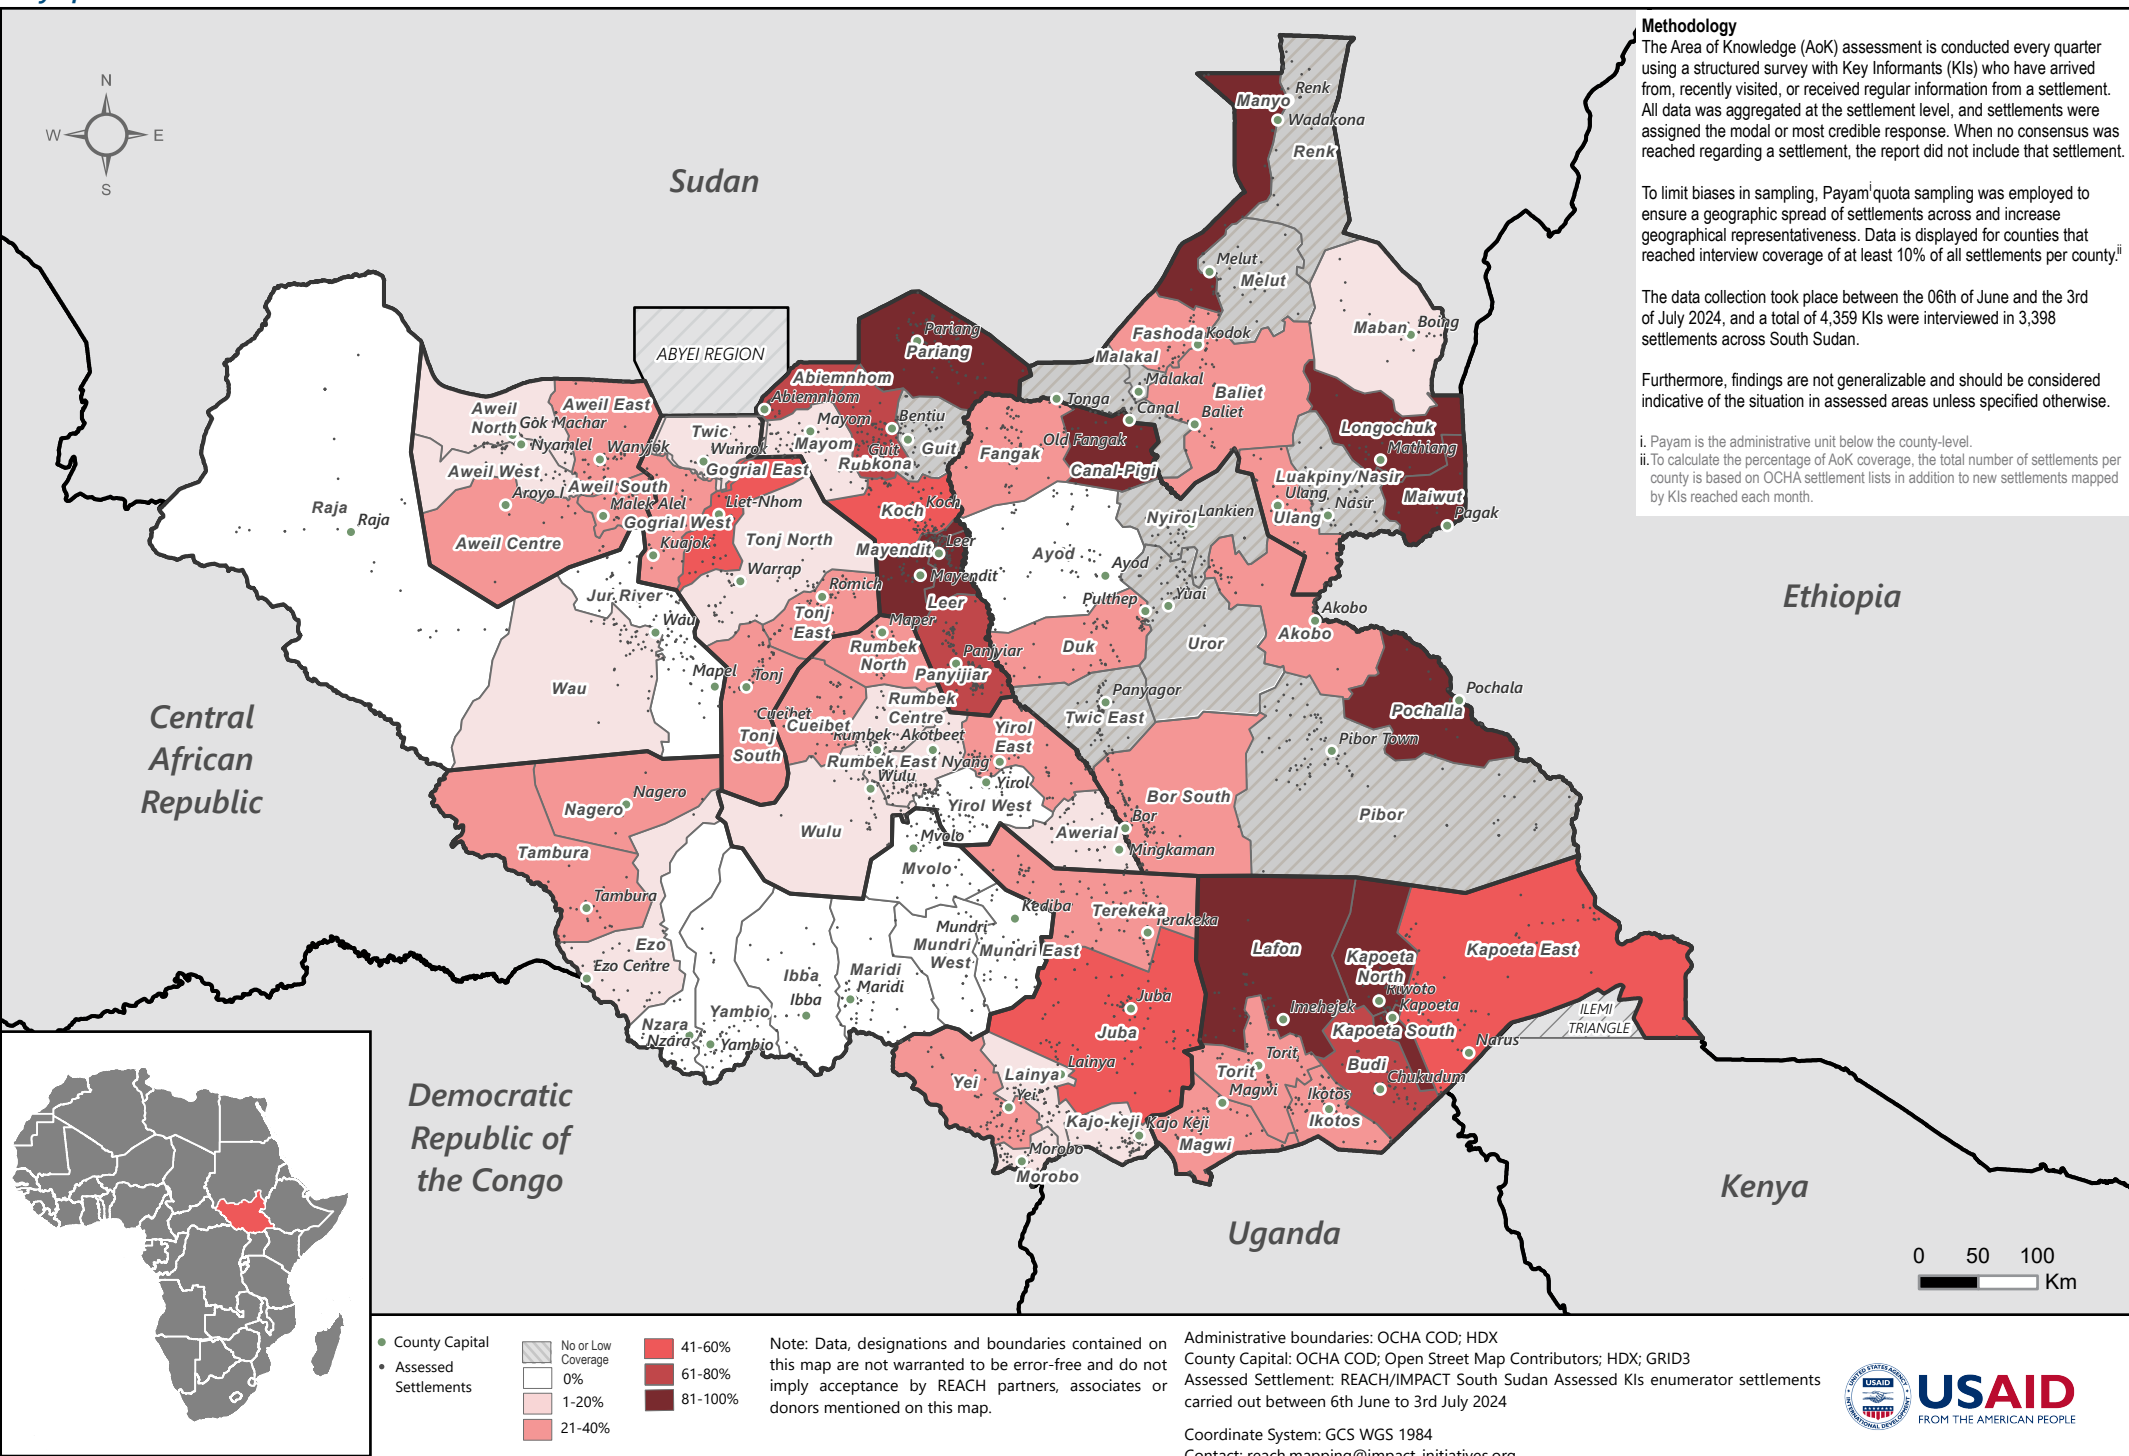 Methodology
The Area of Knowledge (AoK) assessment is conducted every quarter
using a structured survey with Key Informants (KIs) who have arrived
from, recently visited, or received regular information from a settlement.
All data was aggregated at the settlement level, and settlements were
assigned the modal or most credible response. When no consensus was
reached regarding a settlement, the report did not include that settlement.
To limit biases in sampling, Payam i quota sampling was employed to
ensure a geographic spread of settlements across and increase
geographical representativeness. Data is displayed for counties that
reached interview coverage of at least 10% of all settlements per county. ii
The data collection took place between the 06th of June and the 3rd
of July 2024, and a total of 4,359 KIs were interviewed in 3,398
settlements across South Sudan.
Furthermore, findings are not generalizable and should be considered
indicative of the situation in assessed areas unless specified otherwise.
i. Payam is the administrative unit below the county-level.
ii. To calculate the percentage of AoK coverage, the total number of settlements per
county is based on OCHA settlement lists in addition to new settlements mapped
by KIs reached each month.
N
W
E
S
Sudan
Ethiopia
Central
African
Republic
Democratic
Republic of
the Congo
Uganda
Kenya
ABYEI REGION
ILEMI
TRIANGLE
Renk
Manyo
Wadakona
Renk
Melut
Melut
Maban
Boing
Fashoda
Kodok
Malakal
Malakal
Tonga
Canal
Baliet
Baliet
Pariang
Pariang
Abiemnhom
Abiemnhom
Bentiu
Mayom
Mayom
Guit
Guit
Rubkona
Fangak
Old Fangak
Canal-Pigi
Longochuk
Mathiang
Luakpiny/Nasir
Maiwut
Pagak
Ulang
Ulang
Nasir
Nyirol
Lankien
Aweil
North
Gok Machar
Aweil East
Nyamlel
Wanyjok
Aweil West
Aroyo
Aweil South
Malek Alel
Aweil Centre
Twic
Wunrok
Gogrial East
Liet-Nhom
Gogrial West
Kuajok
Raja
Raja
Tonj North
Warrap
Koch
Koch
Mayendit
Leer
Mayendit
Leer
Ayod
Ayod
Pulthep
Yuai
Akobo
Akobo
Jur River
Wau
Wau
Mapel
Romich
Tonj
East
Maper
Rumbek
North
Panjyiar
Panyijiar
Duk
Uror
Tonj
Tonj
South
Cueibet
Cueibet
Rumbek
Centre
Rumbek
Akotbeet
Rumbek East
Wulu
Wulu
Yirol
East
Nyang
Yirol
Yirol West
Panyagor
Twic East
Pochala
Pochalla
Pibor Town
Pibor
Bor South
Bor
Awerial
Mingkaman
Nagero
Nagero
Tambura
Tambura
Mvolo
Mvolo
Ezo
Ezo Centre
Ibba
Ibba
Maridi
Maridi
Mundri
Mundri
West
Kediba
Mundri East
Terekeka
Terakeka
Lafon
Imehejek
Kapoeta
North
Riwoto
Kapoeta
Kapoeta South
Kapoeta East
Narus
Yambio
Yambio
Nzara
Nzara
Juba
Juba
Torit
Torit
Budi
Chukudum
Yei
Yei
Lainya
Lainya
Kajo-keji
Kajo Keji
Morobo
Morobo
Magwi
Magwi
Ikotos
Ikotos
0 50 100
Km
County Capital
Assessed
Settlements
No or Low
Coverage
0%
1-20%
21-40%
41-60%
61-80%
81-100%
Note: Data, designations and boundaries contained on
this map are not warranted to be error-free and do not
imply acceptance by REACH partners, associates or
donors mentioned on this map.
Administrative boundaries: OCHA COD; HDX
County Capital: OCHA COD; Open Street Map Contributors; HDX; GRID3
Assessed Settlement: REACH/IMPACT South Sudan Assessed KIs enumerator settlements
carried out between 6th June to 3rd July 2024
Coordinate System: GCS WGS 1984
Contact: reach.mapping@impact-initiatives.org
USAID
USAID
FROM THE AMERICAN PEOPLE